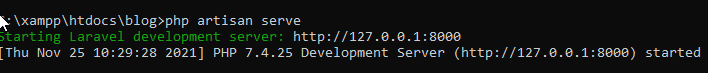 :\xampp\htdocs\blog>php artisan serve
Starting Laravel development server: http://127.0.0.1:8000
[Thu Nov 25 10:29:28 2021] PHP 7.4.25 Development Server (http://127.0.0.1:8000) started